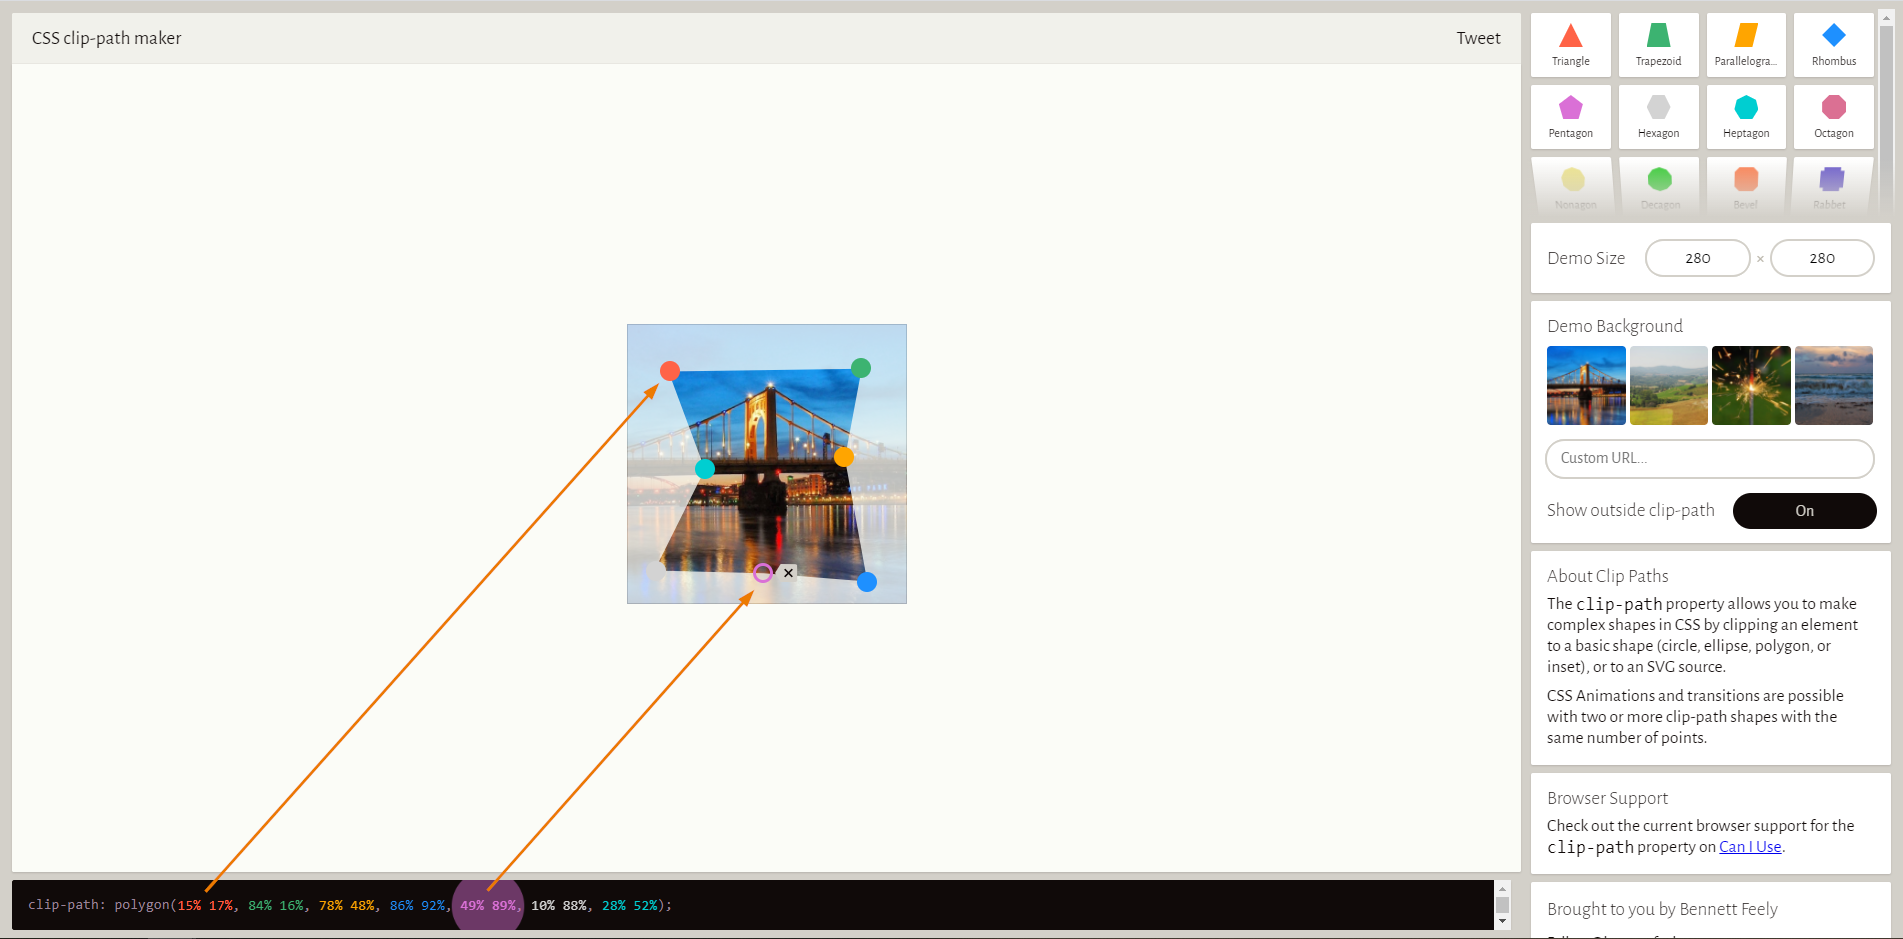 CSS clip-path maker
Tweet
Triangle
Trapezoid
Parallelogra...
Rhombus
Pentagon
Hexagon
Heptagon
Octagon
Nonagon
Decagon
Bevel
Rabbet
Demo Size
280
×
280
Demo Background
Custom URL...
Show outside clip-path
On
About Clip Paths
The clip-path property allows you to make
complex shapes in CSS by clipping an element
to a basic shape (circle, ellipse, polygon, or
inset), or to an SVG source.
CSS Animations and transitions are possible
with two or more clip-path shapes with the
same number of points.
Browser Support
Check out the current browser support for the
clip-path property on Can I Use.
Brought to you by Bennett Feely
clip-path: polygon(15% 17%, 84% 16%, 78% 48%, 86% 92%, 49% 89%, 10% 88%, 28% 52%);